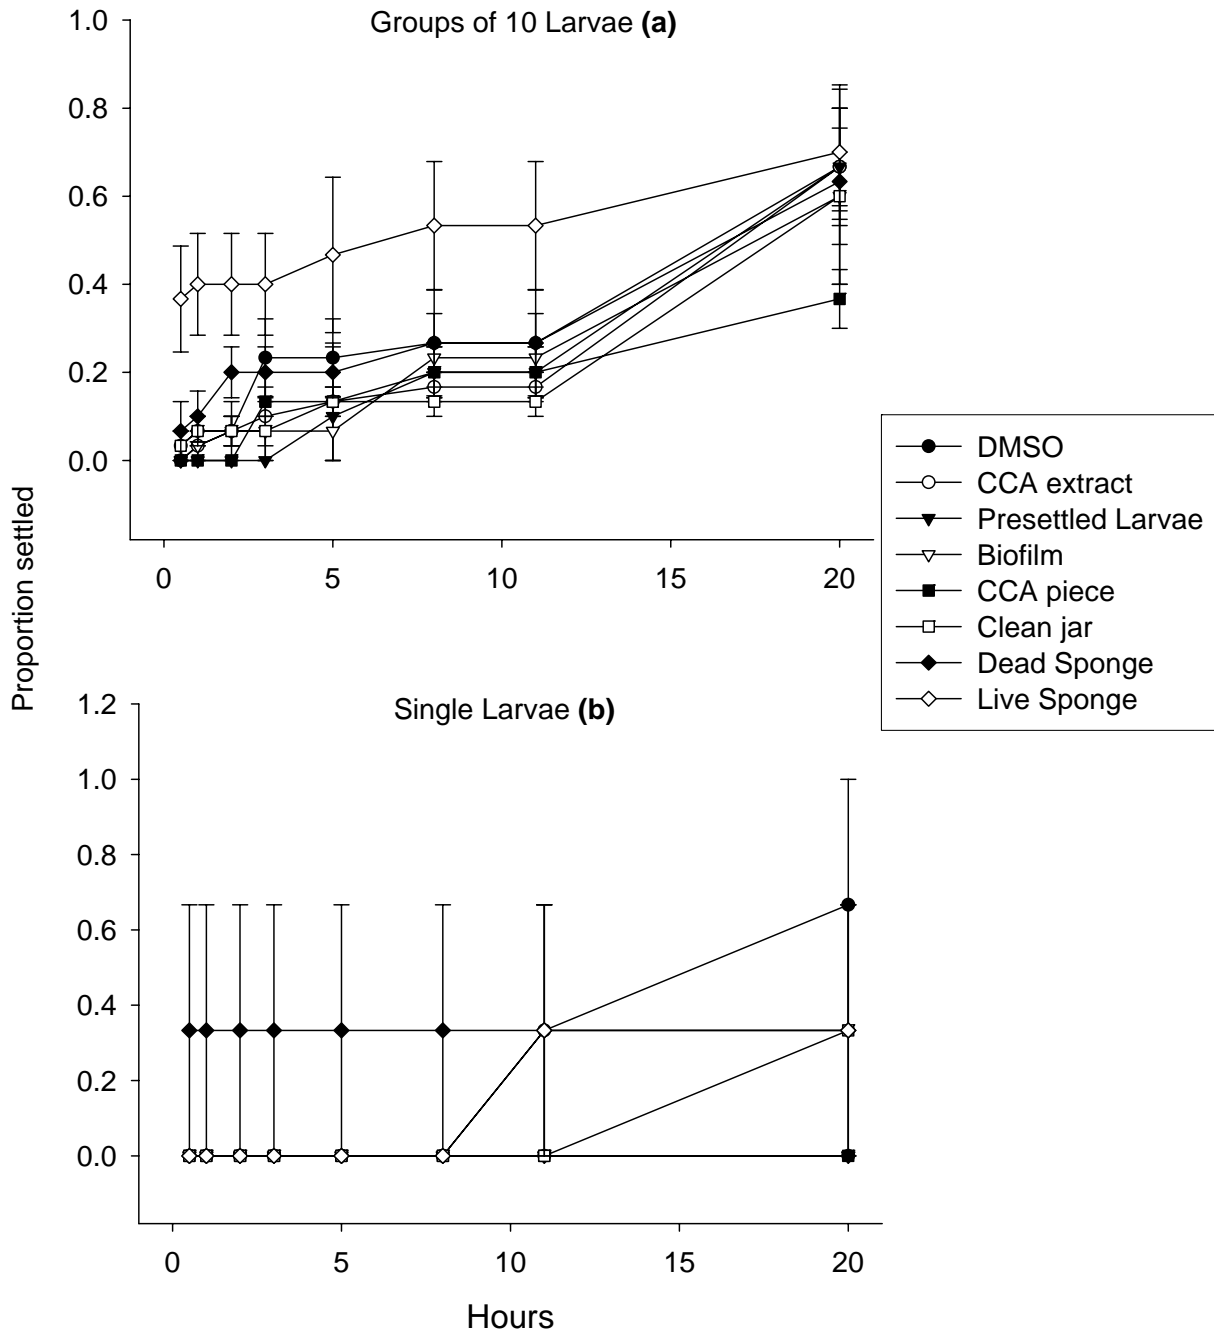 Groups of 10 Larvae (a)
1.0
0.8
0.6
0.4
0.2
0.0
0 5 10 15 20
Proportion settled
DMSO
CCA extract
Presettled Larvae
Biofilm
CCA piece
Clean jar
Dead Sponge
Live Sponge
Single Larvae (b)
1.2
1.0
0.8
0.6
0.4
0.2
0.0
0 5 10 15 20
Hours